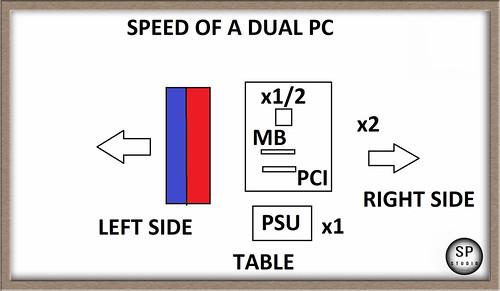 SPEED OF A DUAL PC
x1/2
MB
x2
PCI
RIGHT SIDE
LEFT SIDE
PSU
x1
TABLE
SP
STUDIO